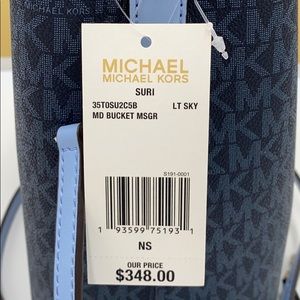 MICHAEL
MICHAEL KORS
SURI
35T0SU2C5B LT SKY
MD BUCKET MSGR
S191-0001
1 93599 75193 1
NS
OUR PRICE
$348.00